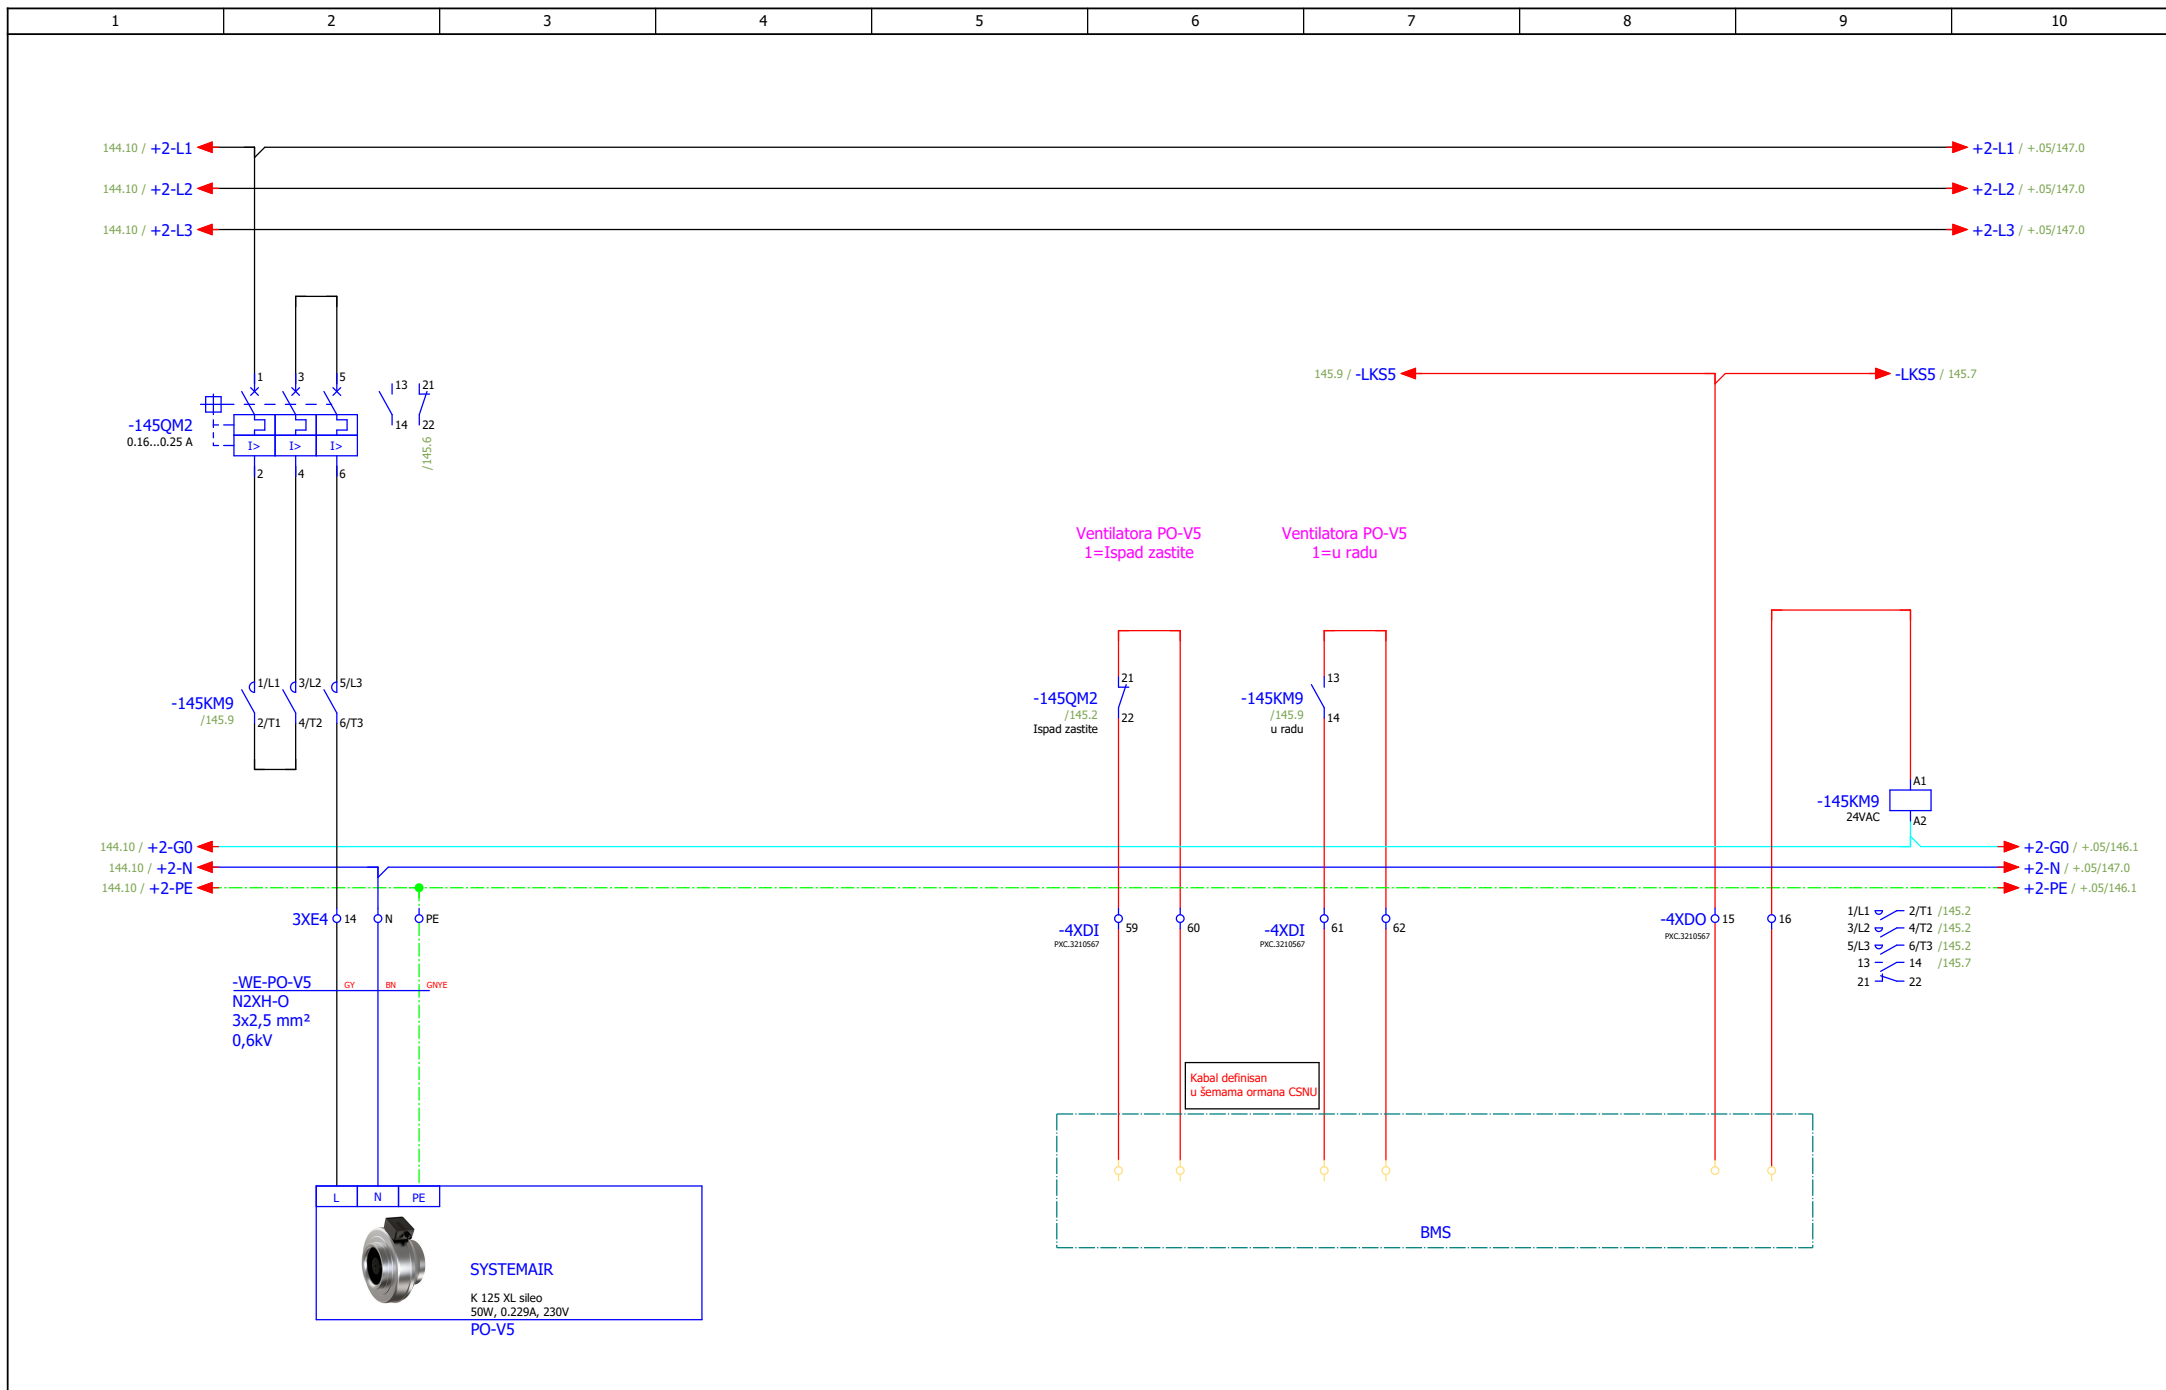 1 2 3 4 5 6 7 8 9 10
144.10 / +2-L1
+2-L1 / +.05/147.0
144.10 / +2-L2
+2-L2 / +.05/147.0
144.10 / +2-L3
+2-L3 / +.05/147.0
145.9 / -LKS5
-LKS5 / 145.7
1 3 5 13 21
-145QM2
0.16...0.25 A
14 22
I> I> I>
/145.6
2 4 6
Ventilatora PO-V5
1=Ispad zastite
Ventilatora PO-V5
1=u radu
-145KM9
/145.9
1/L1 3/L2 5/L3
2/T1 4/T2 6/T3
21
-145QM2
/145.2
22
Ispad zastite
13
-145KM9
/145.9
14
u radu
A1
-145KM9
24VAC
A2
144.10 / +2-G0
+2-G0 / +.05/146.1
144.10 / +2-N
+2-N / +.05/147.0
144.10 / +2-PE
+2-PE / +.05/146.1
3XE4 14 N PE
-4XDI 59 60
PXC.3210567
-4XDI 61 62
PXC.3210567
-4XDO 15 16
PXC.3210567
1/L1 2/T1 /145.2
3/L2 4/T2 /145.2
5/L3 6/T3 /145.2
13 14 /145.7
21 22
-WE-PO-V5 GY BN GNYE
N2XH-O
3x2,5 mm²
0,6kV
Kabal definisan
u šemama ormana CSNU
L N PE
BMS
SYSTEMAIR
K 125 XL sileo
50W, 0.229A, 230V
PO-V5